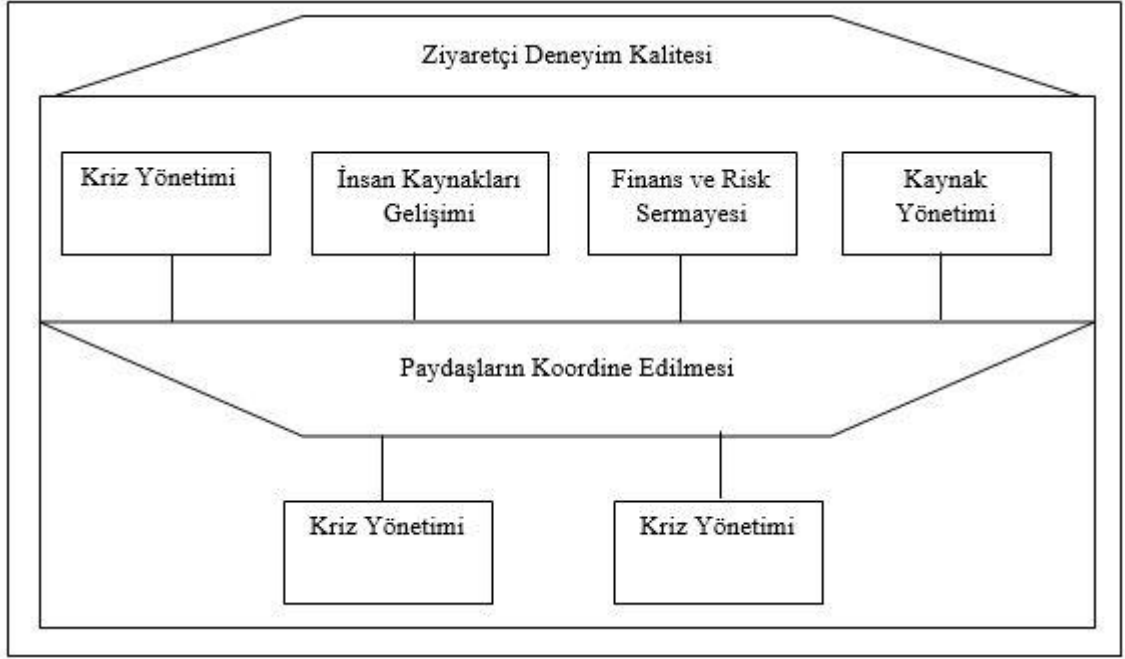 Ziyaretçi Deneyim Kalitesi
Kriz Yönetimi
İnsan Kaynakları
Gelişimi
Finans ve Risk
Sermayesi
Kaynak
Yönetimi
Paydaşların Koordine Edilmesi
Kriz Yönetimi
Kriz Yönetimi